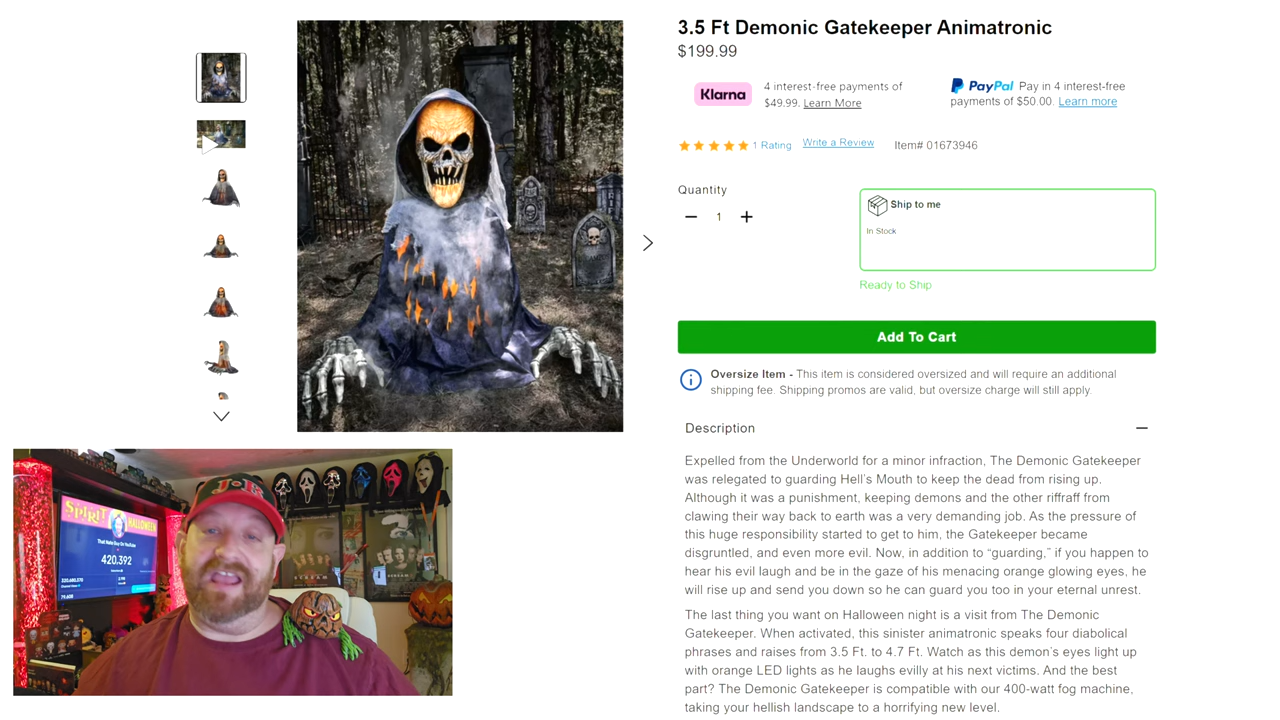 3.5 Ft Demonic Gatekeeper Animatronic
$199.99
Klarna
4 interest-free payments of
$49.99. Learn More
PayPal Pay in 4 interest-free
payments of $50.00. Learn more
1 Rating
Write a Review
Item# 01673946
Quantity
1
Ship to me
In Stock
Ready to Ship
Add To Cart
Oversize Item - This item is considered oversized and will require an additional
shipping fee. Shipping promos are valid, but oversize charge will still apply.
Description
Expelled from the Underworld for a minor infraction, The Demonic Gatekeeper
was relegated to guarding Hell's Mouth to keep the dead from rising up.
Although it was a punishment, keeping demons and the other riffraff from
clawing their way back to earth was a very demanding job. As the pressure of
this huge responsibility started to get to him, the Gatekeeper became
disgruntled, and even more evil. Now, in addition to “guarding,” if you happen to
hear his evil laugh and be in the gaze of his menacing orange glowing eyes, he
will rise up and send you down so he can guard you too in your eternal unrest.
The last thing you want on Halloween night is a visit from The Demonic
Gatekeeper. When activated, this sinister animatronic speaks four diabolical
phrases and raises from 3.5 Ft. to 4.7 Ft. Watch as this demon's eyes light up
with orange LED lights as he laughs evilly at his next victims. And the best
part? The Demonic Gatekeeper is compatible with our 400-watt fog machine,
taking your hellish landscape to a horrifying new level.
SPIRIT HALLOWEEN
420,392
J R
SCREAM
SCREAM